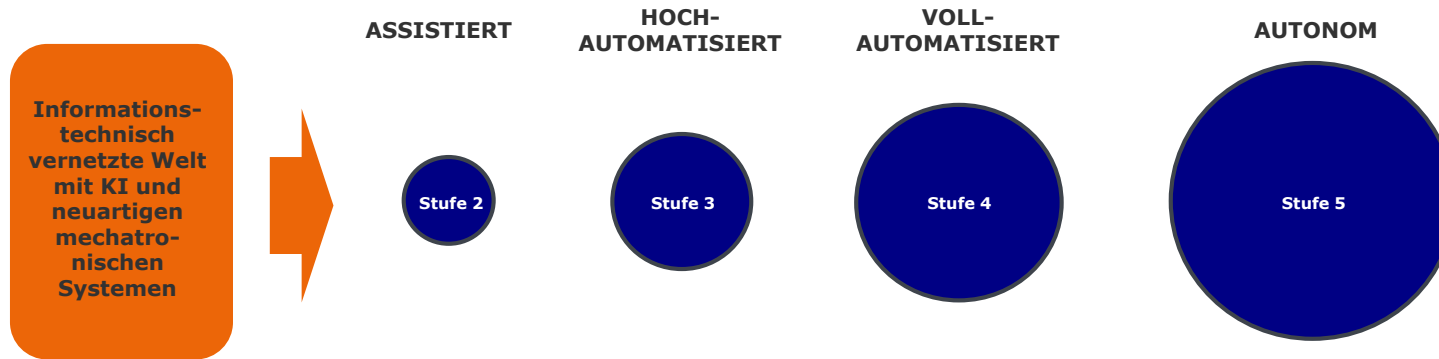 Informations-
technisch
vernetzte Welt
mit KI und
neuartigen
mechatro-
nischen
Systemen
ASSISTIERT
HOCH-
AUTOMATISIERT
VOLL-
AUTOMATISIERT
AUTONOM
Stufe 2
Stufe 3
Stufe 4
Stufe 5